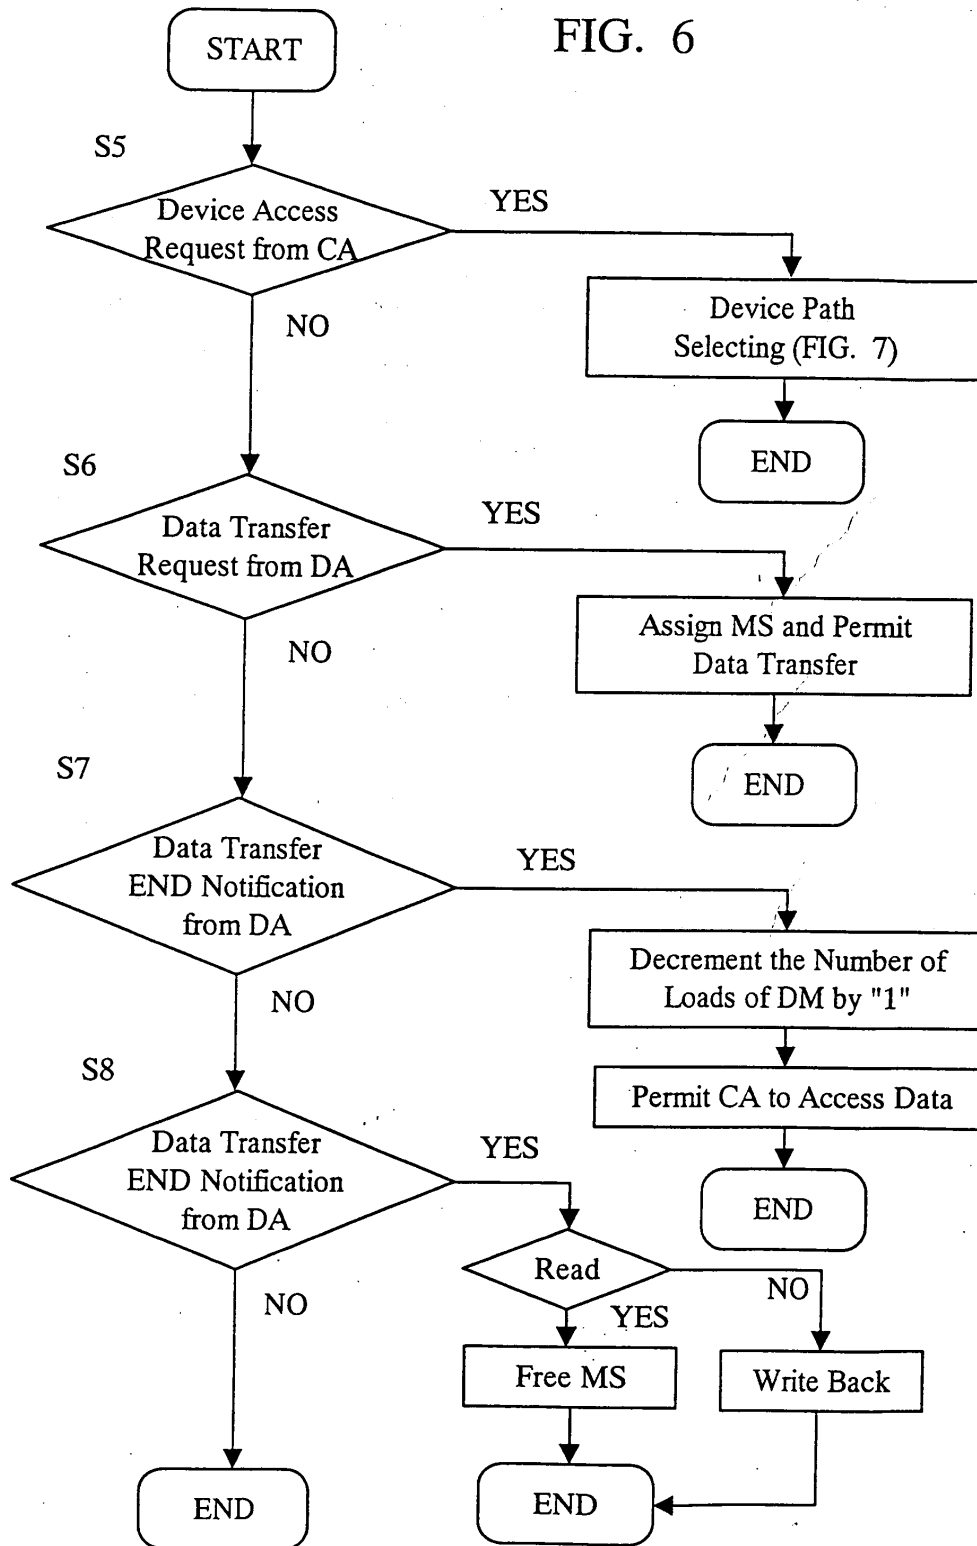 FIG. 6
START
S5
Device Access
Request from CA
YES
NO
Device Path
Selecting (FIG. 7)
END
S6
Data Transfer
Request from DA
YES
NO
Assign MS and Permit
Data Transfer
END
S7
Data Transfer
END Notification
from DA
YES
NO
Decrement the Number of
Loads of DM by "1"
Permit CA to Access Data
END
S8
Data Transfer
END Notification
from DA
YES
NO
Read
NO
YES
Free MS
Write Back
END
END